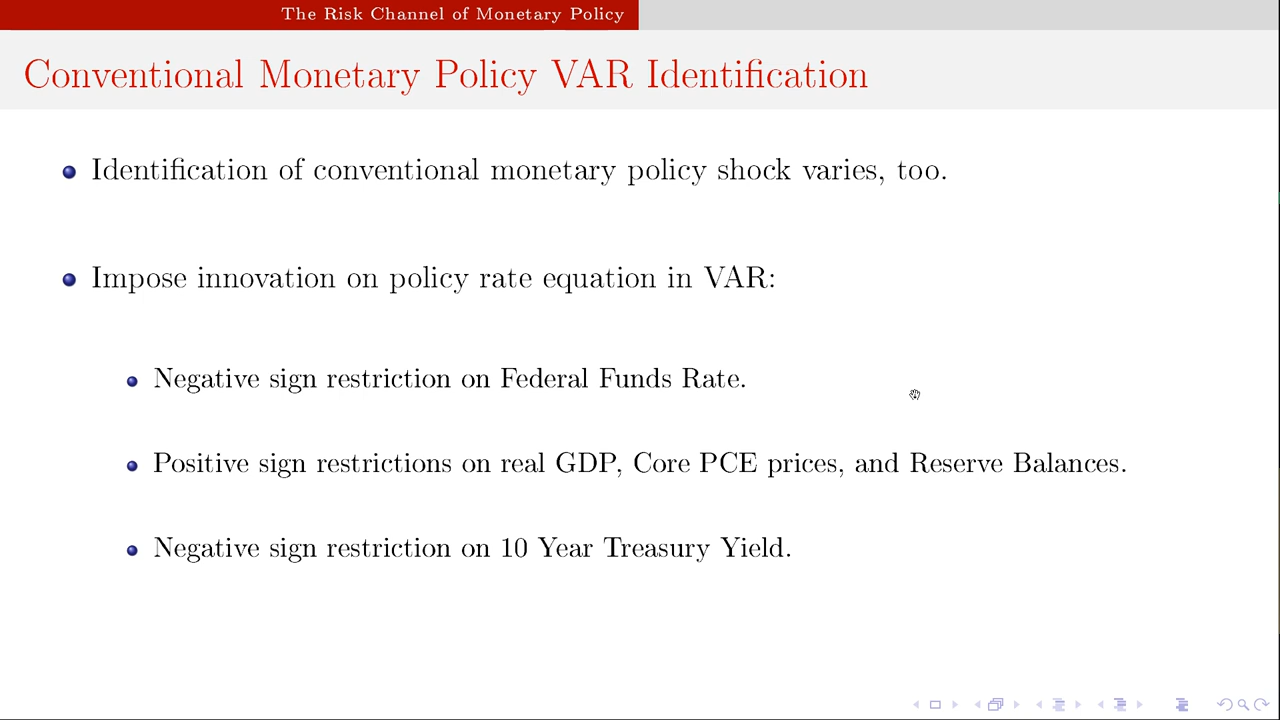 The Risk Channel of Monetary Policy
Conventional Monetary Policy VAR Identification
Identification of conventional monetary policy shock varies, too.
Impose innovation on policy rate equation in VAR:
Negative sign restriction on Federal Funds Rate.
Positive sign restrictions on real GDP, Core PCE prices, and Reserve Balances.
Negative sign restriction on 10 Year Treasury Yield.